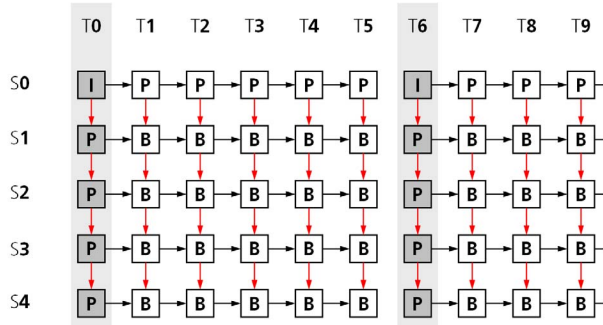 T0 T1 T2 T3 T4 T5 T6 T7 T8 T9
S0 I P P P P P I P P P
S1 P B B B B B P B B B
S2 P B B B B B P B B B
S3 P B B B B B P B B B
S4 P B B B B B P B B B